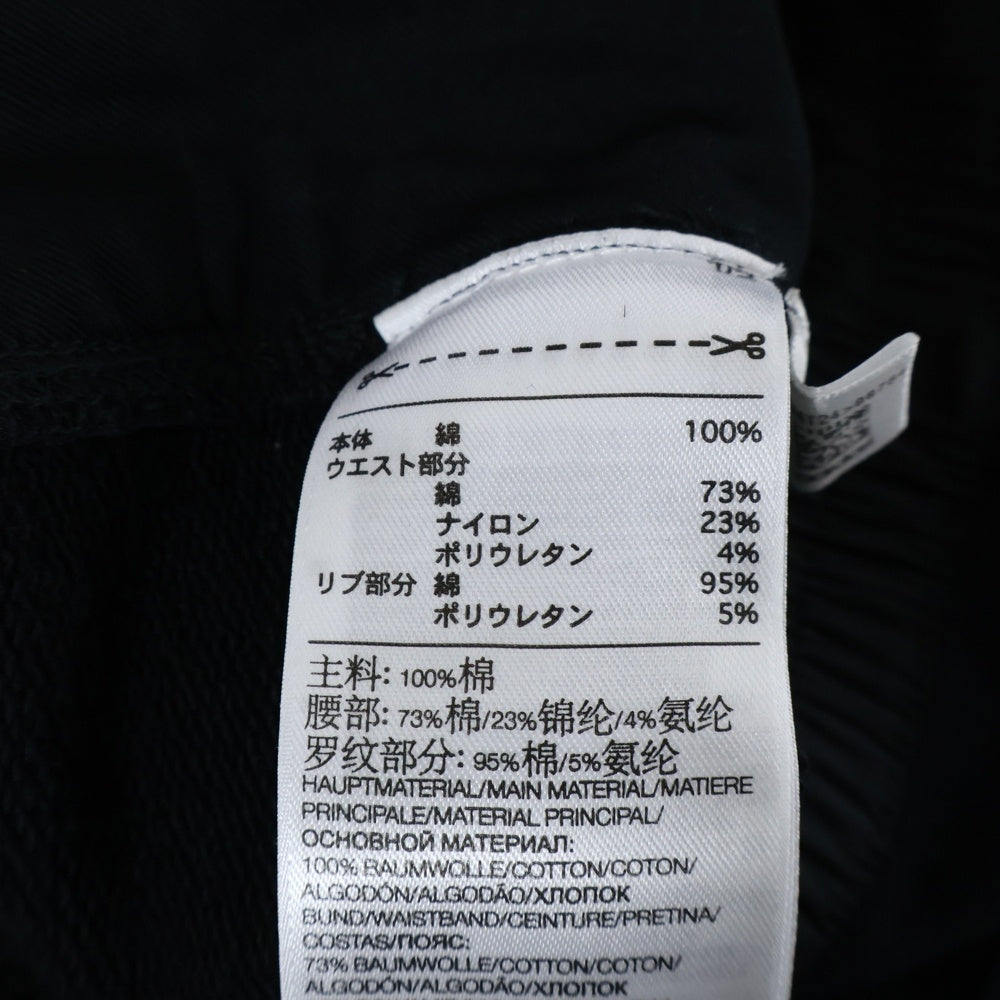 本体 綿 100%
ウエスト部分
綿 73%
ナイロン 23%
ポリウレタン 4%
リブ部分 綿 95%
ポリウレタン 5%
主料: 100%棉
腰部: 73%棉/23%锦纶/4%氨纶
罗纹部分: 95%棉/5%氨纶
HAUPTMATERIAL/MAIN MATERIAL/MATIERE
PRINCIPALE/MATERIAL PRINCIPAL/
ОСНОВНОЙ МАТЕРИАЛ:
100% BAUMWOLLE/COTTON/COTON/
ALGODÓN/ALGODÃO/ХЛОПОК
BUND/WAISTBAND/CEINTURE/PRETINA/
COSTAS/ПОЯС:
73% BAUMWOLLE/COTTON/COTON/
ALGODÓN/ALGODÃO/ХЛОПОК